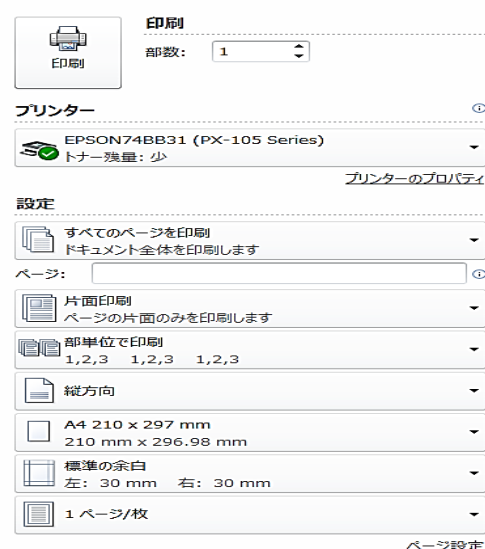 印刷
印刷
部数: 1
プリンター
EPSON74BB31 (PX-105 Series)
トナー残量: 少
プリンターのプロパティ
設定
すべてのページを印刷
ドキュメント全体を印刷します
ページ:
片面印刷
ページの片面のみを印刷します
部単位で印刷
1,2,3 1,2,3 1,2,3
縦方向
A4 210 x 297 mm
210 mm x 296.98 mm
標準の余白
左: 30 mm 右: 30 mm
1 ページ/枚
ページ設定